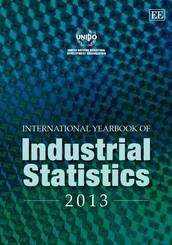 EE
UNIDO
UNITED NATIONS INDUSTRIAL
DEVELOPMENT ORGANIZATION
INTERNATIONAL YEARBOOK OF
Industrial
Statistics
2013